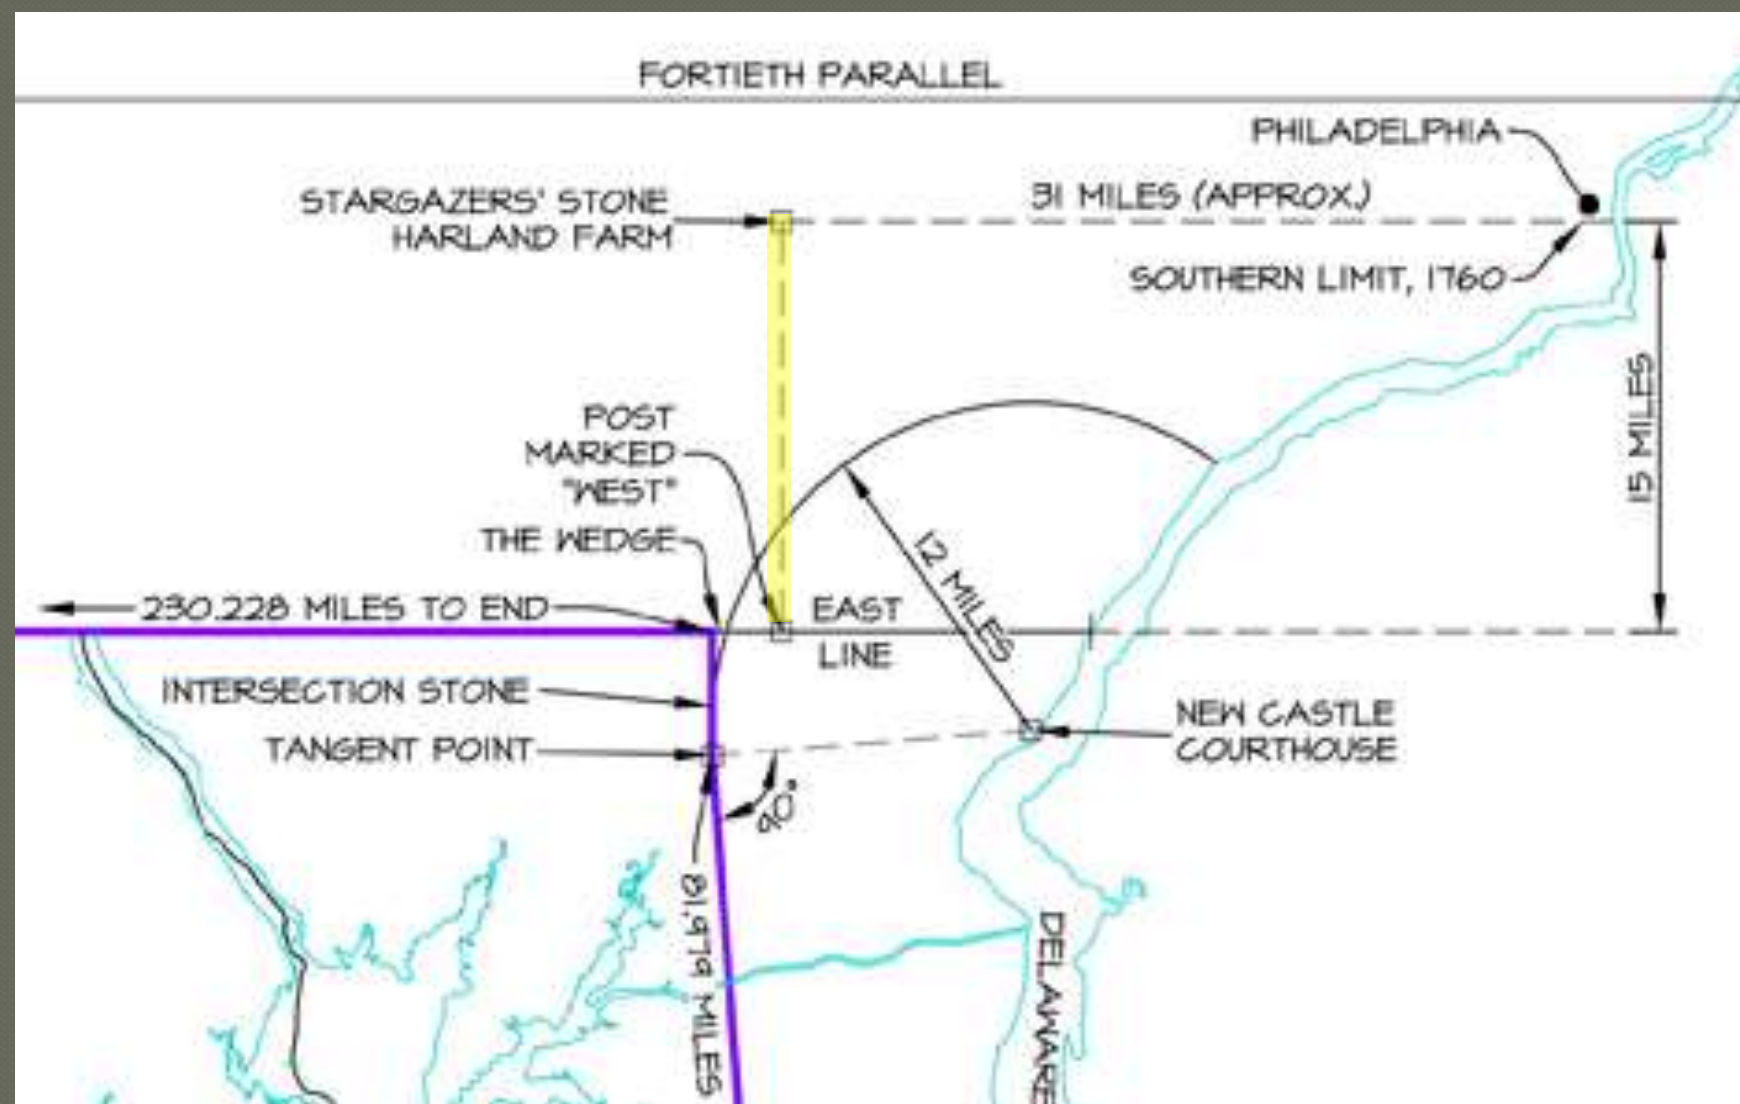 FORTIETH PARALLEL
PHILADELPHIA
STARGAZERS' STONE
HARLAND FARM
31 MILES (APPROX.)
SOUTHERN LIMIT, 1760
15 MILES
POST
MARKED
"WEST"
THE WEDGE
12 MILES
230.228 MILES TO END
EAST
LINE
INTERSECTION STONE
TANGENT POINT
NEW CASTLE
COURTHOUSE
90°
81.979 MILES
DELAWARE